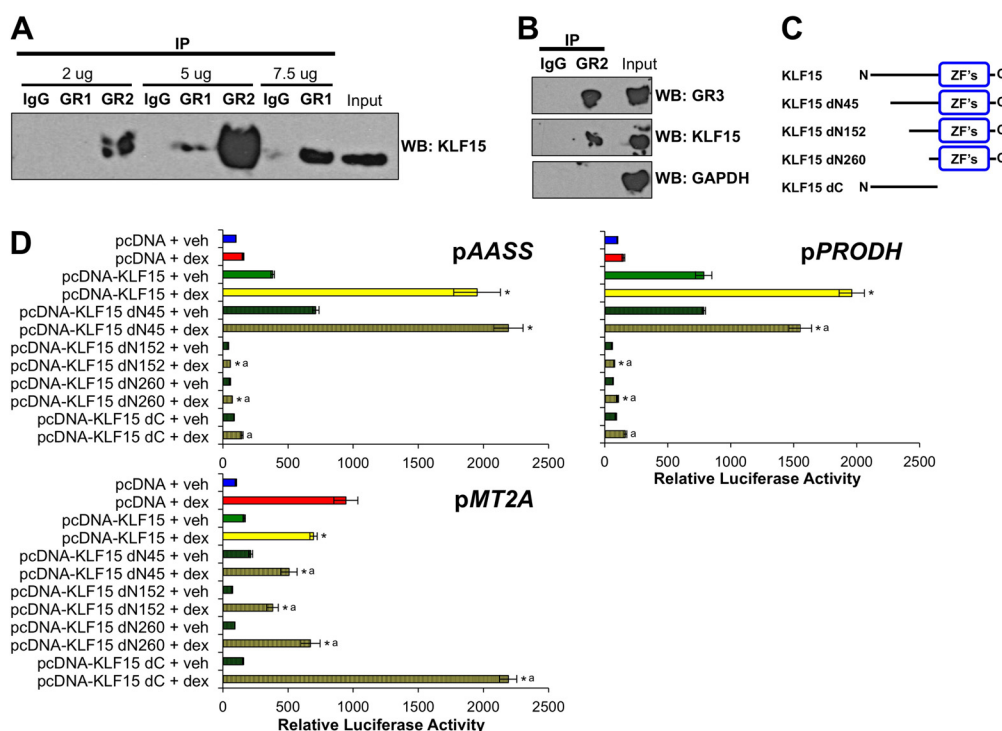 A
IP
2 ug 5 ug 7.5 ug
IgG GR1 GR2 IgG GR1 GR2 IgG GR1 Input
WB: KLF15
B
IP
IgG GR2 Input
WB: GR3
WB: KLF15
WB: GAPDH
C
KLF15 N ZF's C
KLF15 dN45 ZF's C
KLF15 dN152 ZF's C
KLF15 dN260 ZF's C
KLF15 dC N
D
pAASS
pcDNA + veh
pcDNA + dex
pcDNA-KLF15 + veh
pcDNA-KLF15 + dex *
pcDNA-KLF15 dN45 + veh
pcDNA-KLF15 dN45 + dex *
pcDNA-KLF15 dN152 + veh
pcDNA-KLF15 dN152 + dex * a
pcDNA-KLF15 dN260 + veh
pcDNA-KLF15 dN260 + dex * a
pcDNA-KLF15 dC + veh
pcDNA-KLF15 dC + dex a
0 500 1000 1500 2000 2500
pPRODH
*
* a
* a
* a
a
0 500 1000 1500 2000 2500
Relative Luciferase Activity
pMT2A
pcDNA + veh
pcDNA + dex
pcDNA-KLF15 + veh
pcDNA-KLF15 + dex *
pcDNA-KLF15 dN45 + veh
pcDNA-KLF15 dN45 + dex * a
pcDNA-KLF15 dN152 + veh
pcDNA-KLF15 dN152 + dex * a
pcDNA-KLF15 dN260 + veh
pcDNA-KLF15 dN260 + dex * a
pcDNA-KLF15 dC + veh
pcDNA-KLF15 dC + dex * a
0 500 1000 1500 2000 2500
Relative Luciferase Activity